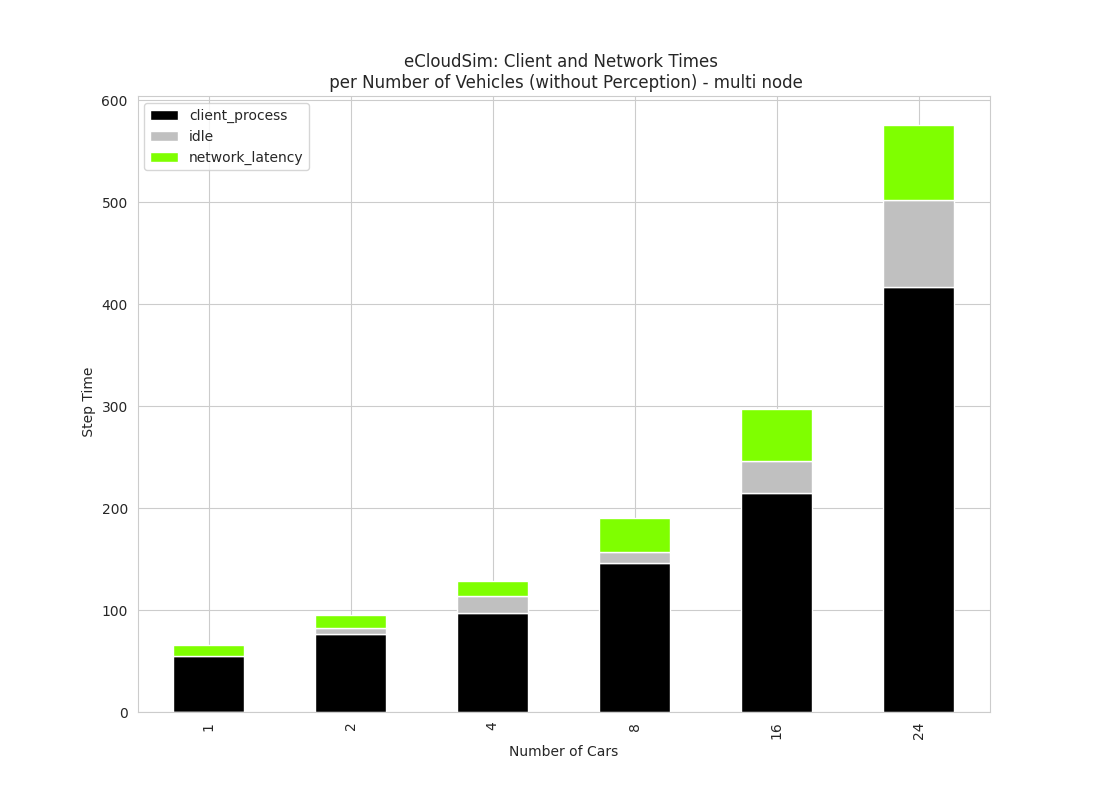 eCloudSim: Client and Network Times
per Number of Vehicles (without Perception) - multi node
client_process
idle
network_latency
600
500
400
300
200
100
0
Step Time
1
2
4
8
16
24
Number of Cars